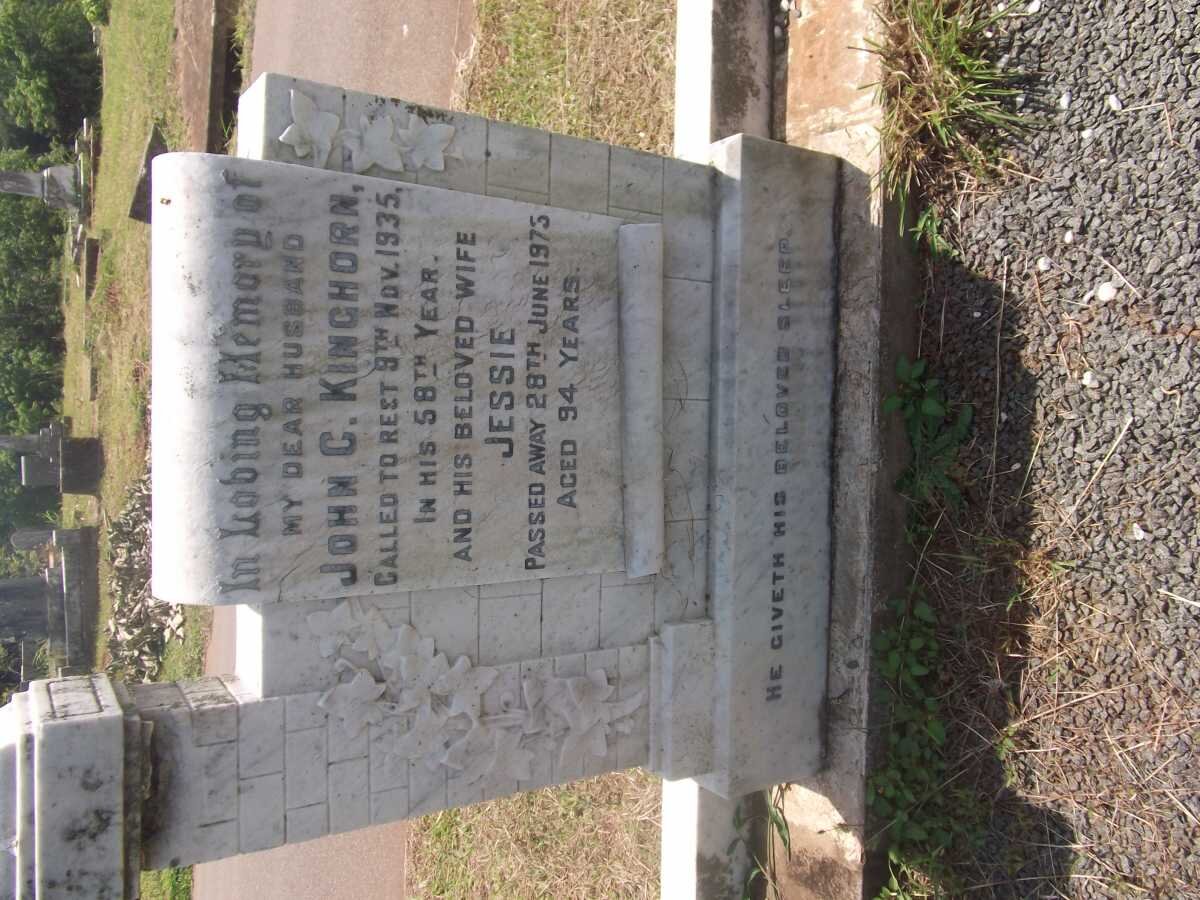 In Loving Memory of
MY DEAR HUSBAND
JOHN C. KINGHORN,
CALLED TO REST 9TH NOV. 1935,
IN HIS 58TH YEAR.
AND HIS BELOVED WIFE
JESSIE
PASSED AWAY 28TH JUNE 1973
AGED 94 YEARS.
HE GIVETH HIS BELOVED SLEEP.